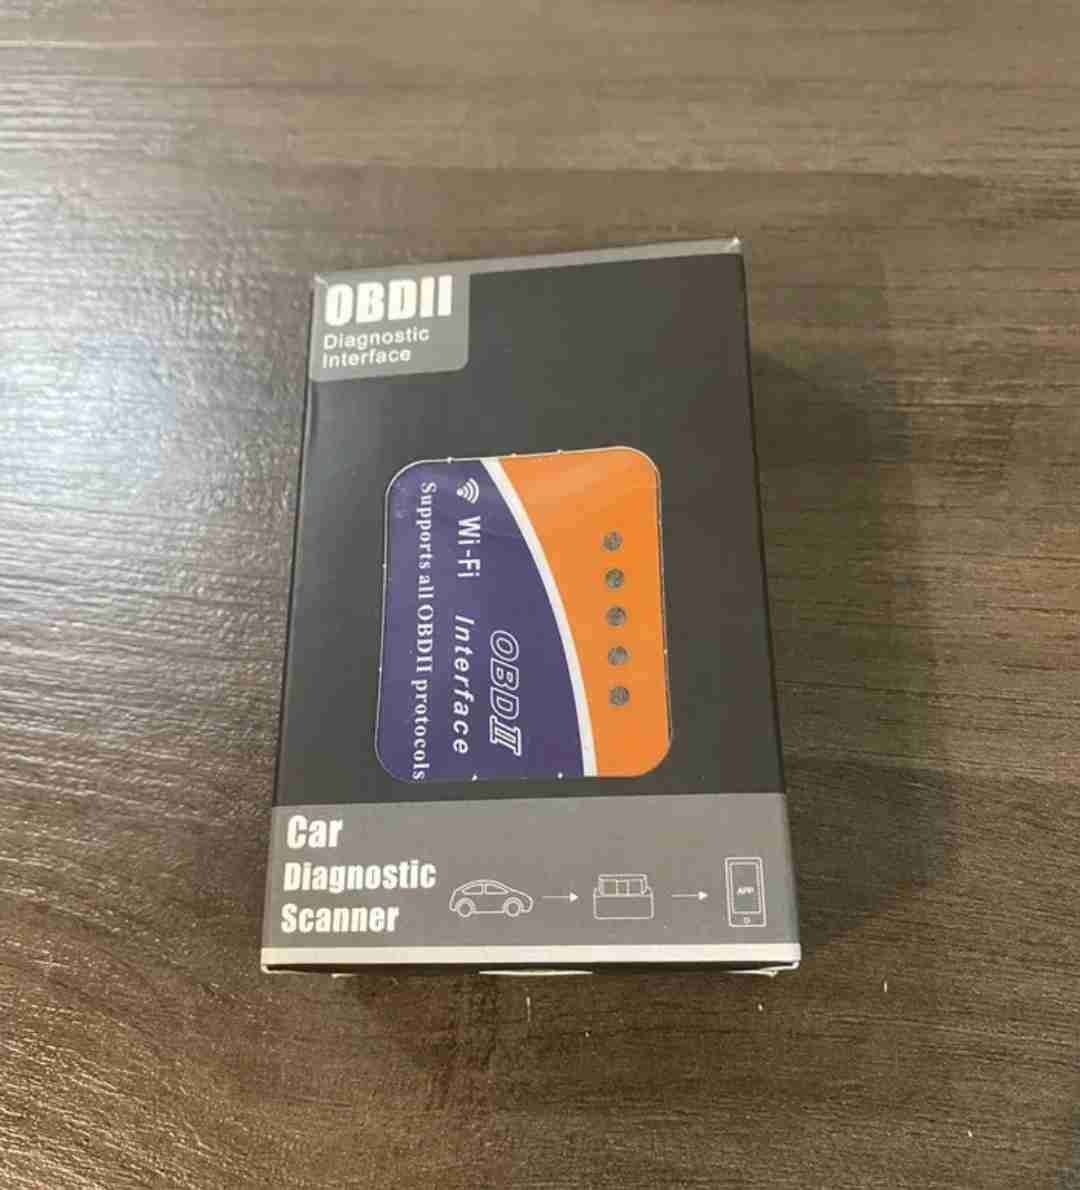 OBDII
Diagnostic
Interface
OBDII
Wi-Fi Interface
Supports all OBDII protocols
Car
Diagnostic
Scanner
APP